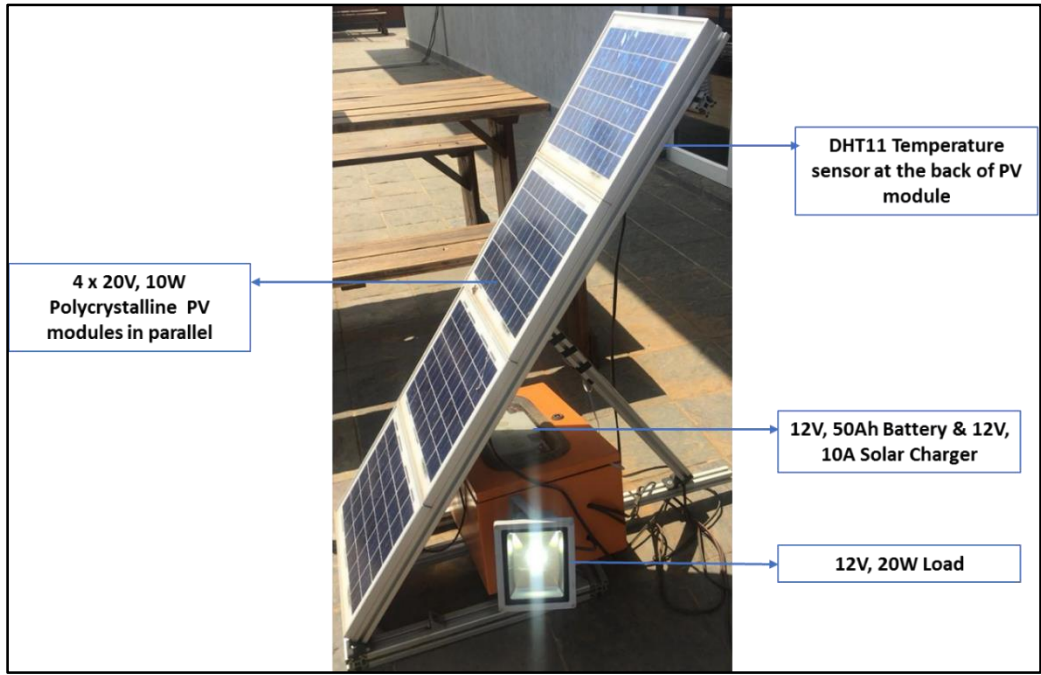 DHT11 Temperature
sensor at the back of PV
module
4 x 20V, 10W
Polycrystalline PV
modules in parallel
12V, 50Ah Battery & 12V,
10A Solar Charger
12V, 20W Load